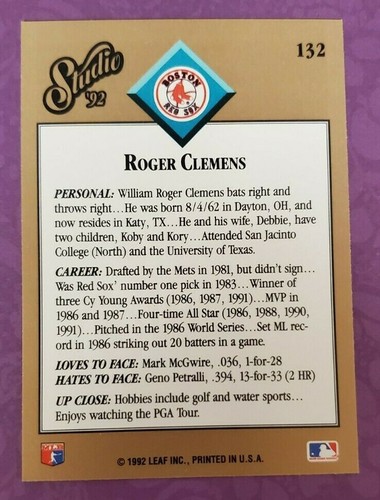 Studio
'92
132
BOSTON
RED SOX
ROGER CLEMENS
PERSONAL: William Roger Clemens bats right and
throws right...He was born 8/4/62 in Dayton, OH, and
now resides in Katy, TX...He and his wife, Debbie, have
two children, Koby and Kory...Attended San Jacinto
College (North) and the University of Texas.
CAREER: Drafted by the Mets in 1981, but didn't sign...
Was Red Sox' number one pick in 1983...Winner of
three Cy Young Awards (1986, 1987, 1991)...MVP in
1986 and 1987...Four-time All Star (1986, 1988, 1990,
1991)...Pitched in the 1986 World Series...Set ML rec-
ord in 1986 striking out 20 batters in a game.
LOVES TO FACE: Mark McGwire, .036, 1-for-28
HATES TO FACE: Geno Petralli, .394, 13-for-33 (2 HR)
UP CLOSE: Hobbies include golf and water sports...
Enjoys watching the PGA Tour.
© 1992 LEAF INC., PRINTED IN U.S.A.